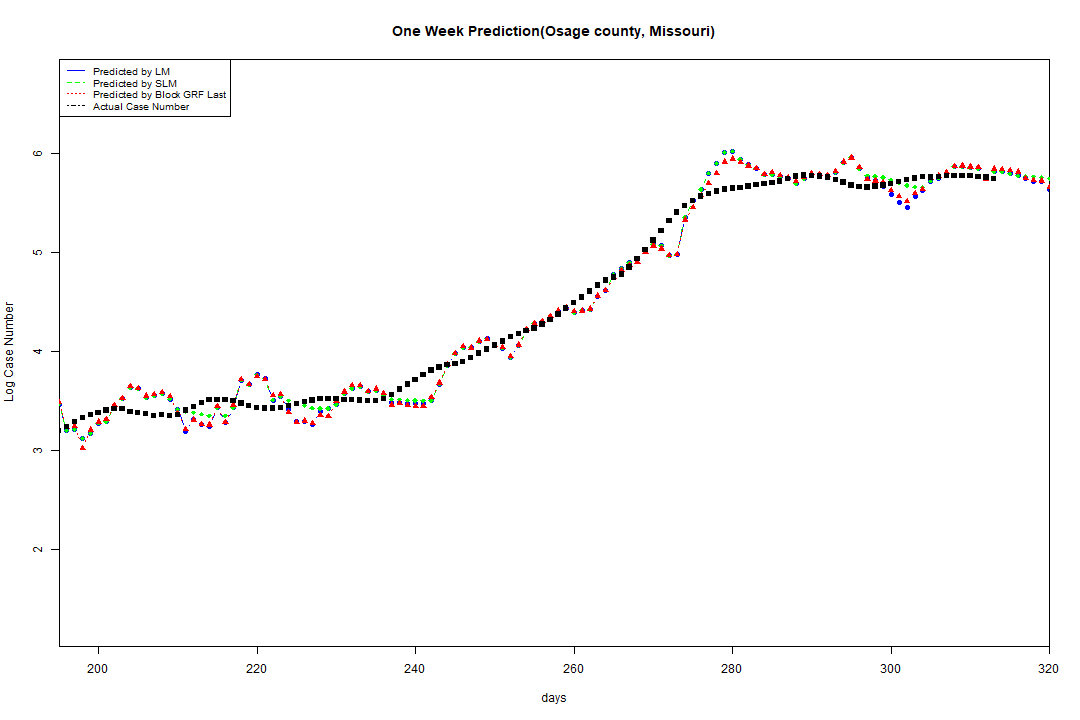 One Week Prediction(Osage county, Missouri)
Predicted by LM
Predicted by SLM
Predicted by Block GRF Last
Actual Case Number
6
5
4
3
2
Log Case Number
200 220 240 260 280 300 320
days